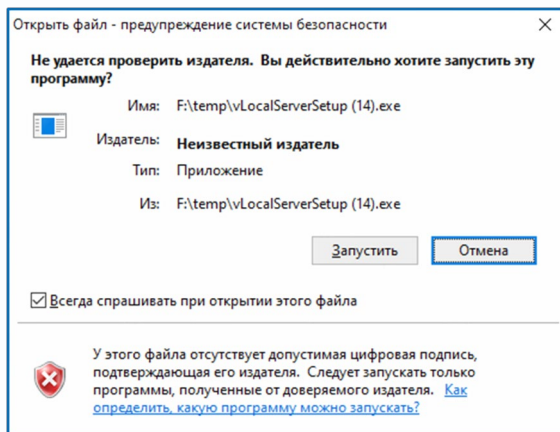 Открыть файл - предупреждение системы безопасности
Не удается проверить издателя. Вы действительно хотите запустить эту
программу?
Имя: F:\temp\vLocalServerSetup (14).exe
Издатель: Неизвестный издатель
Тип: Приложение
Из: F:\temp\vLocalServerSetup (14).exe
Запустить Отмена
Всегда спрашивать при открытии этого файла
У этого файла отсутствует допустимая цифровая подпись,
подтверждающая его издателя. Следует запускать только
программы, полученные от доверяемого издателя. Как
определить, какую программу можно запускать?